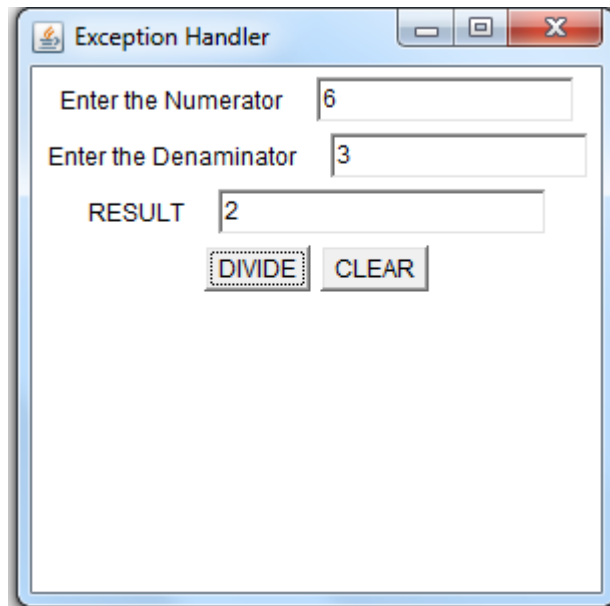 Exception Handler
Enter the Numerator 6
Enter the Denaminator 3
RESULT 2
DIVIDE CLEAR